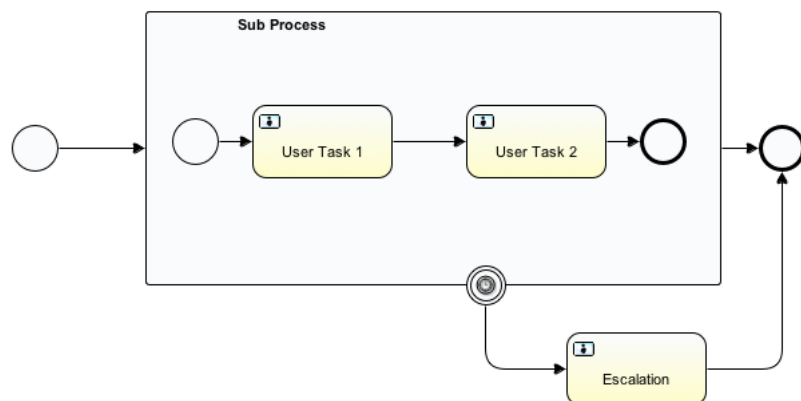 Sub Process
User Task 1
User Task 2
Escalation